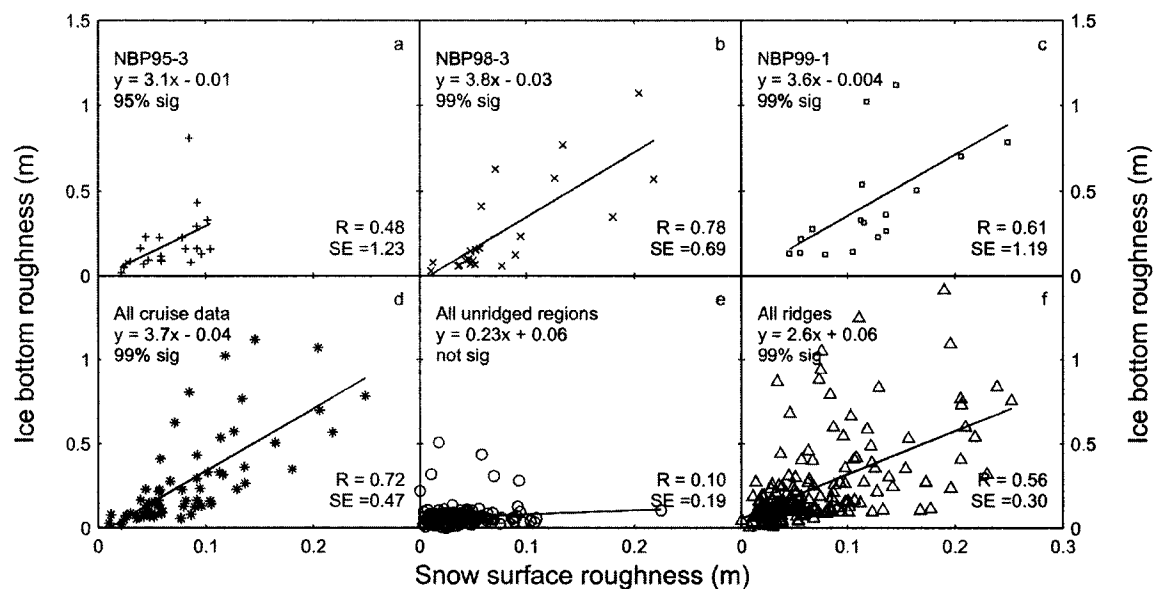 1.5
1
0.5
0
Ice bottom roughness (m)
a
NBP95-3
y = 3.1x - 0.01
95% sig
R = 0.48
SE =1.23
b
NBP98-3
y = 3.8x - 0.03
99% sig
R = 0.78
SE =0.69
c
NBP99-1
y = 3.6x - 0.004
99% sig
R = 0.61
SE =1.19
1.5
1
0.5
0
Ice bottom roughness (m)
1
0.5
0
d
All cruise data
y = 3.7x - 0.04
99% sig
R = 0.72
SE =0.47
e
All unridged regions
y = 0.23x + 0.06
not sig
R = 0.10
SE =0.19
f
All ridges
y = 2.6x + 0.06
99% sig
R = 0.56
SE =0.30
1
0.5
0
0 0.1 0.2 0 0.1 0.2 0 0.1 0.2 0.3
Snow surface roughness (m)